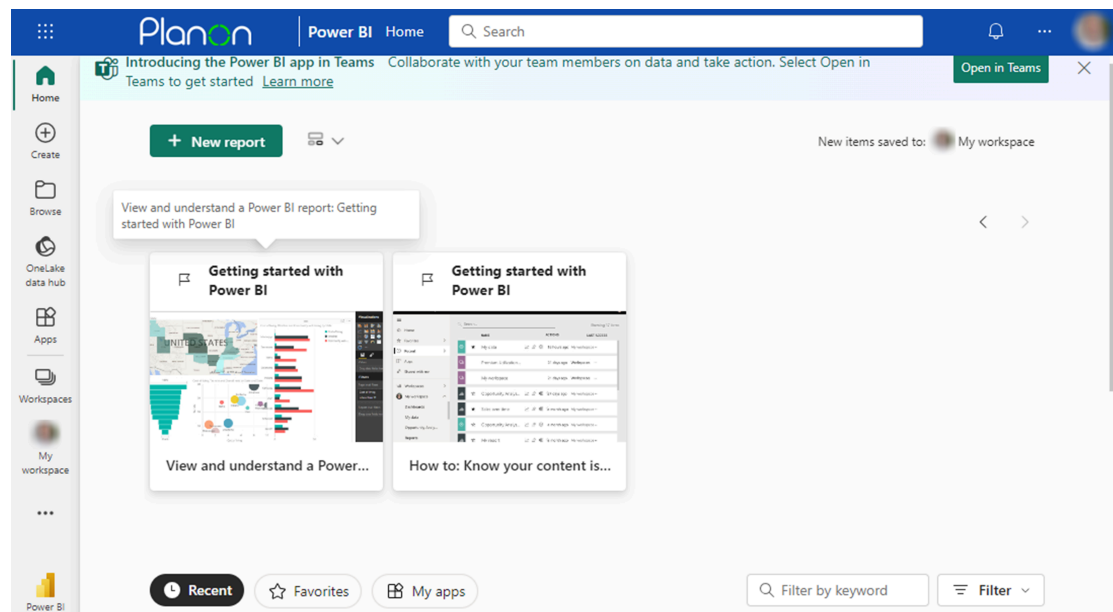 Planon
Power BI Home
Search
Home
Create
Browse
OneLake
data hub
Apps
Workspaces
My
workspace
Power BI
Introducing the Power BI app in Teams Collaborate with your team members on data and take action. Select Open in
Teams to get started Learn more
Open in Teams
+ New report
New items saved to: My workspace
View and understand a Power BI report: Getting
started with Power BI
Getting started with
Power BI
UNITED STATES
View and understand a Power...
Getting started with
Power BI
How to: Know your content is...
Recent
Favorites
My apps
Filter by keyword
Filter